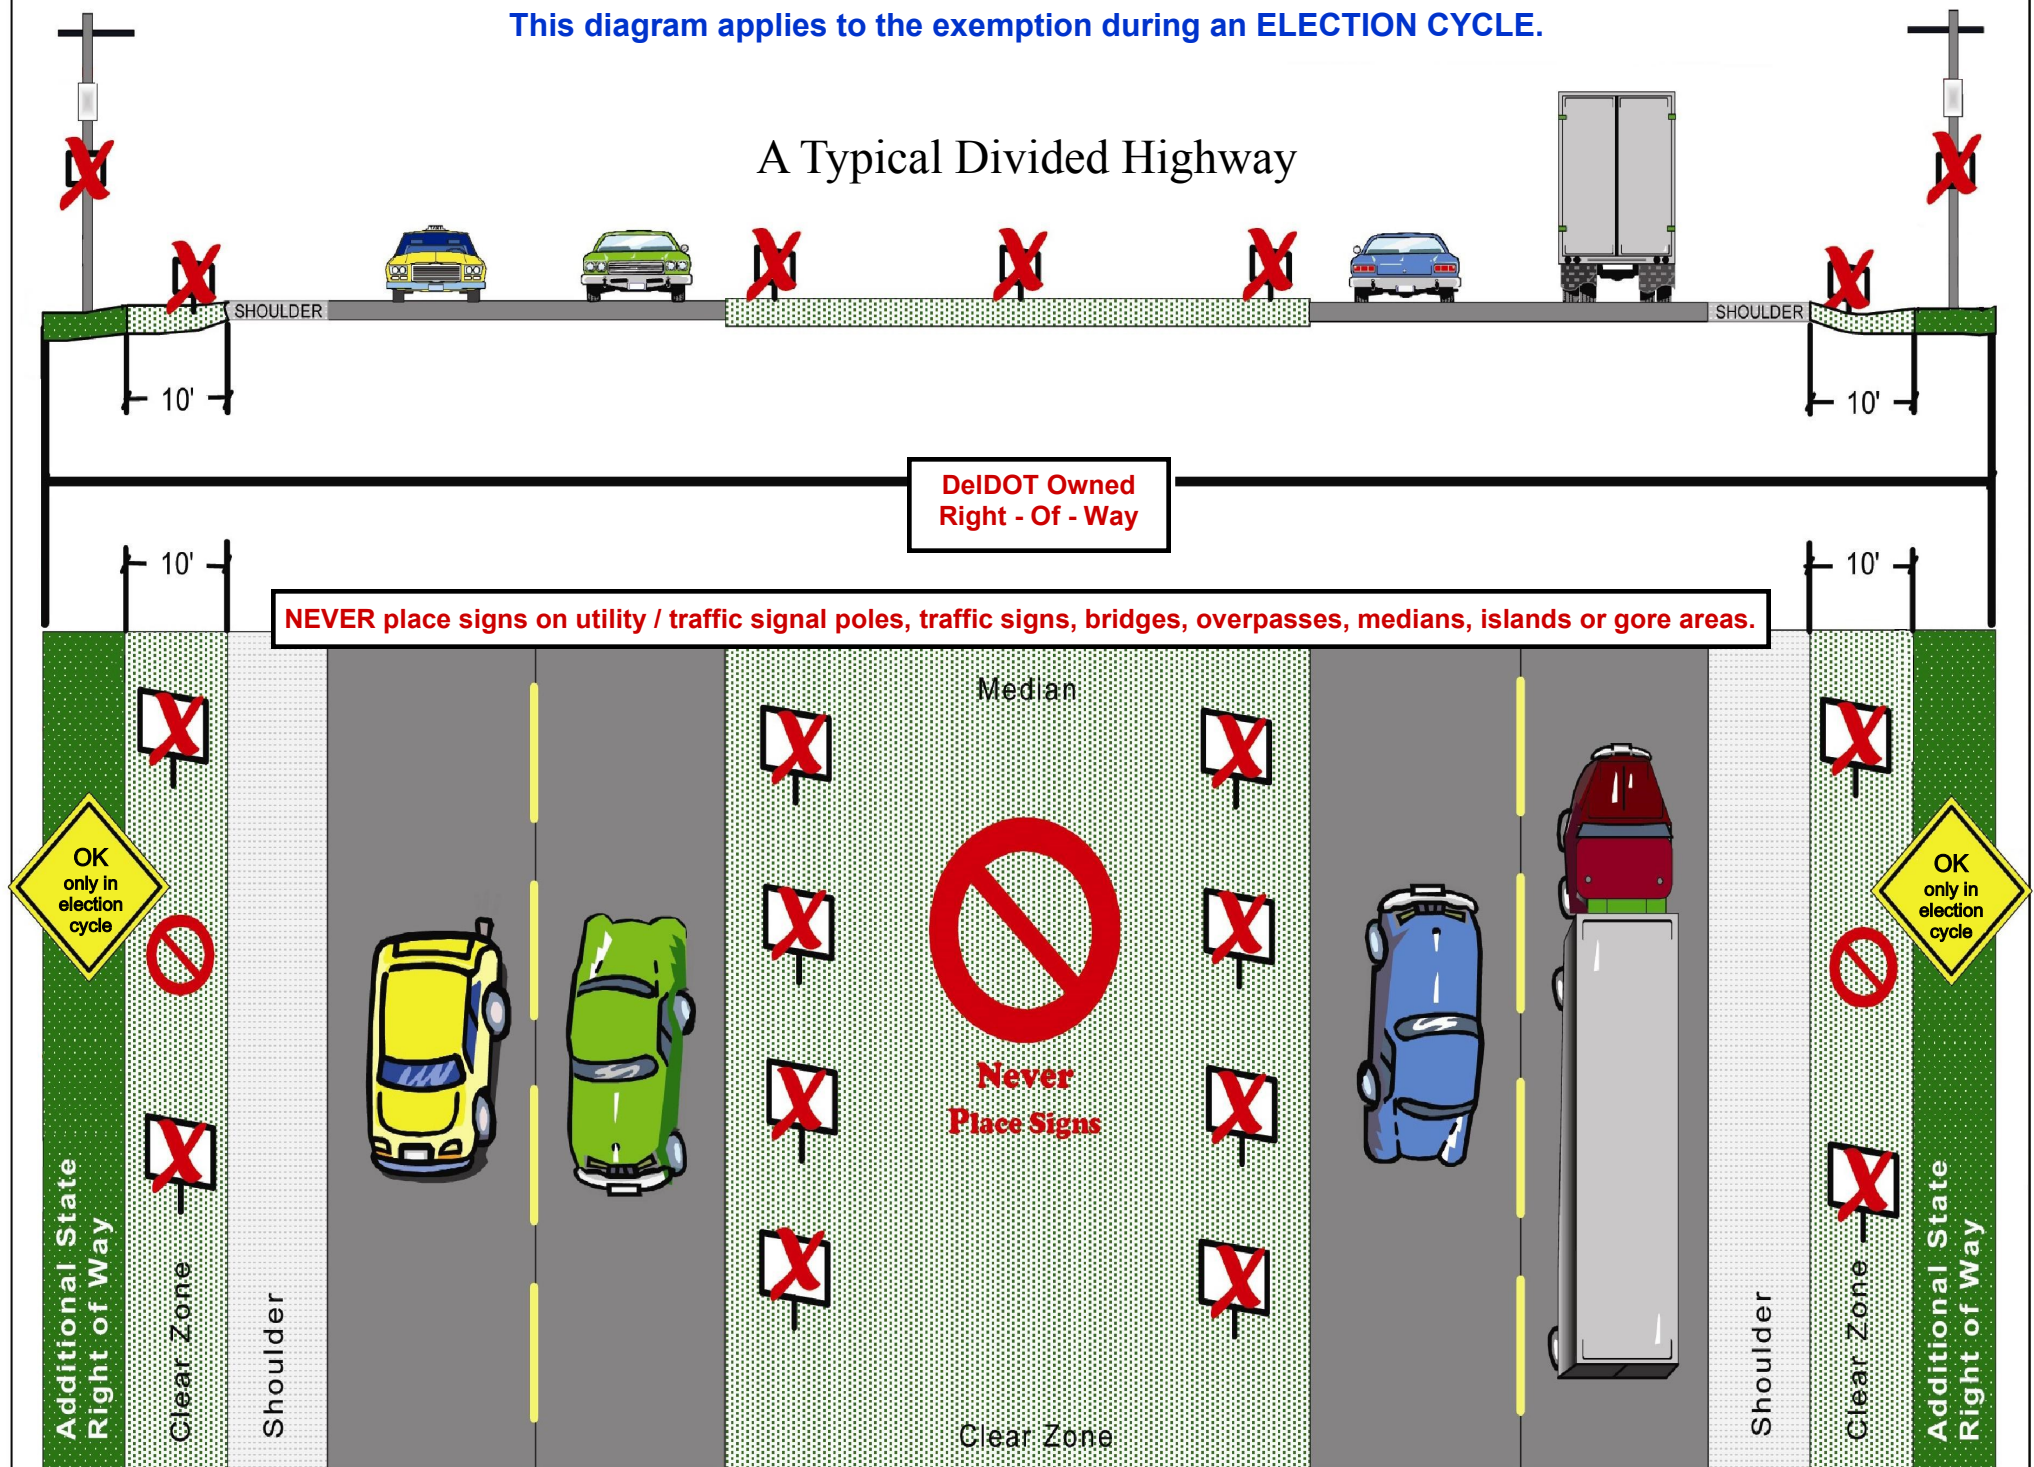 This diagram applies to the exemption during an ELECTION CYCLE.
A Typical Divided Highway
SHOULDER
SHOULDER
10'
10'
DelDOT Owned
Right - Of - Way
10'
10'
NEVER place signs on utility / traffic signal poles, traffic signs, bridges, overpasses, medians, islands or gore areas.
Median
OK
only in
election
cycle
OK
only in
election
cycle
Never
Place Signs
Additional State
Right of Way
Clear Zone
Shoulder
Clear Zone
Shoulder
Clear Zone
Additional State
Right of Way
TAXI